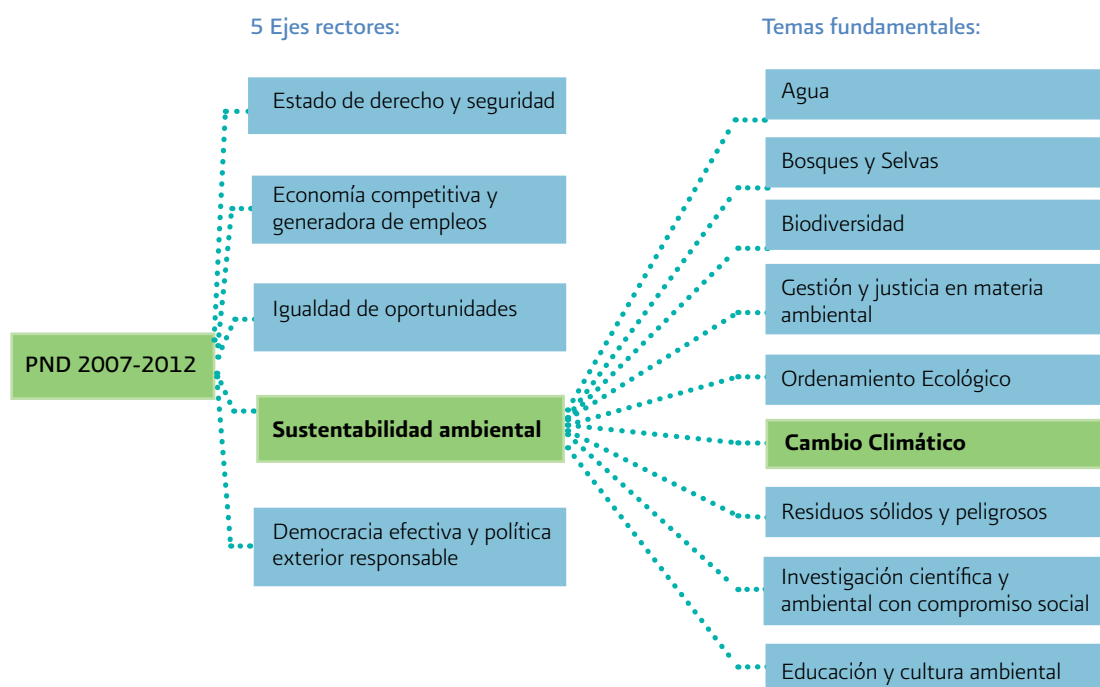 5 Ejes rectores:
Temas fundamentales:
PND 2007-2012
Estado de derecho y seguridad
Economía competitiva y
generadora de empleos
Igualdad de oportunidades
Sustentabilidad ambiental
Democracia efectiva y política
exterior responsable
Agua
Bosques y Selvas
Biodiversidad
Gestión y justicia en materia
ambiental
Ordenamiento Ecológico
Cambio Climático
Residuos sólidos y peligrosos
Investigación científica y
ambiental con compromiso social
Educación y cultura ambiental